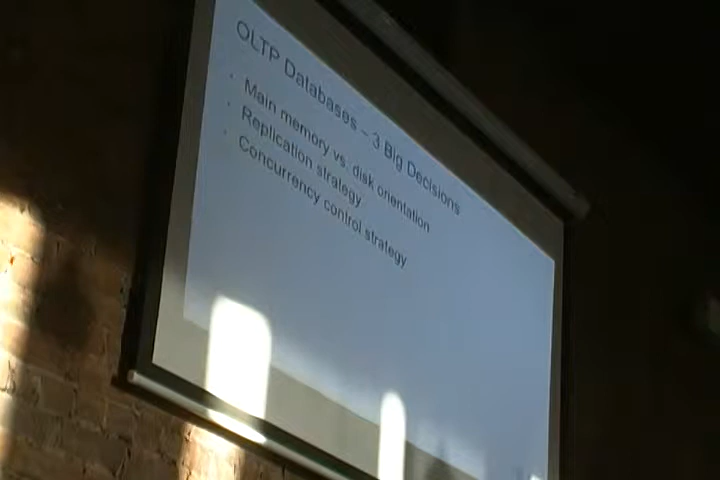 OLTP Databases – 3 Big Decisions
Main memory vs. disk orientation
Replication strategy
Concurrency control strategy